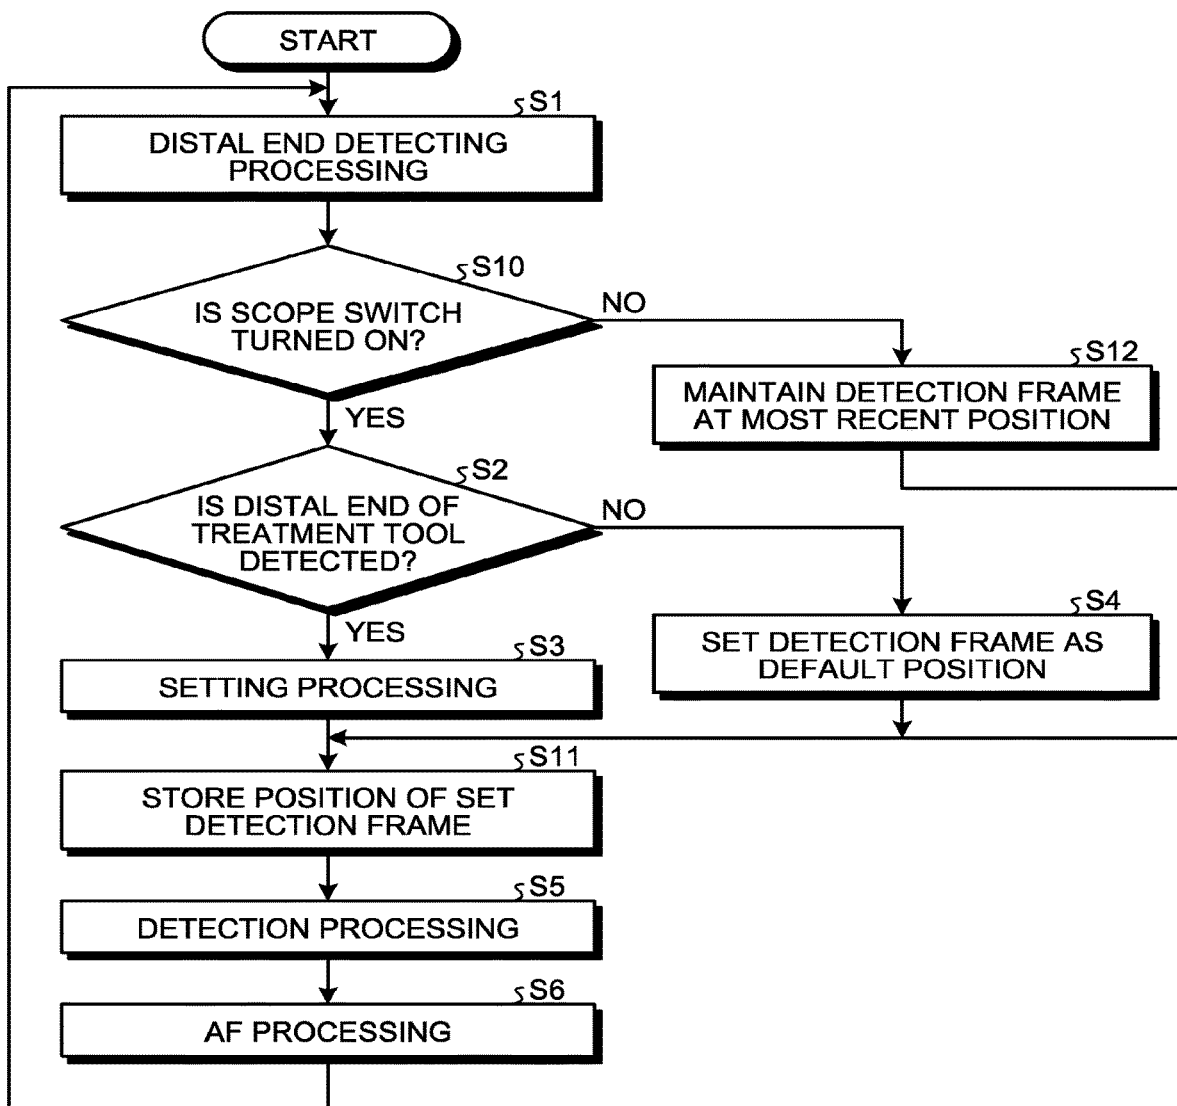 START
S1
DISTAL END DETECTING
PROCESSING
S10
IS SCOPE SWITCH
TURNED ON?
NO
YES
S12
MAINTAIN DETECTION FRAME
AT MOST RECENT POSITION
S2
IS DISTAL END OF
TREATMENT TOOL
DETECTED?
NO
YES
S4
SET DETECTION FRAME AS
DEFAULT POSITION
S3
SETTING PROCESSING
S11
STORE POSITION OF SET
DETECTION FRAME
S5
DETECTION PROCESSING
S6
AF PROCESSING